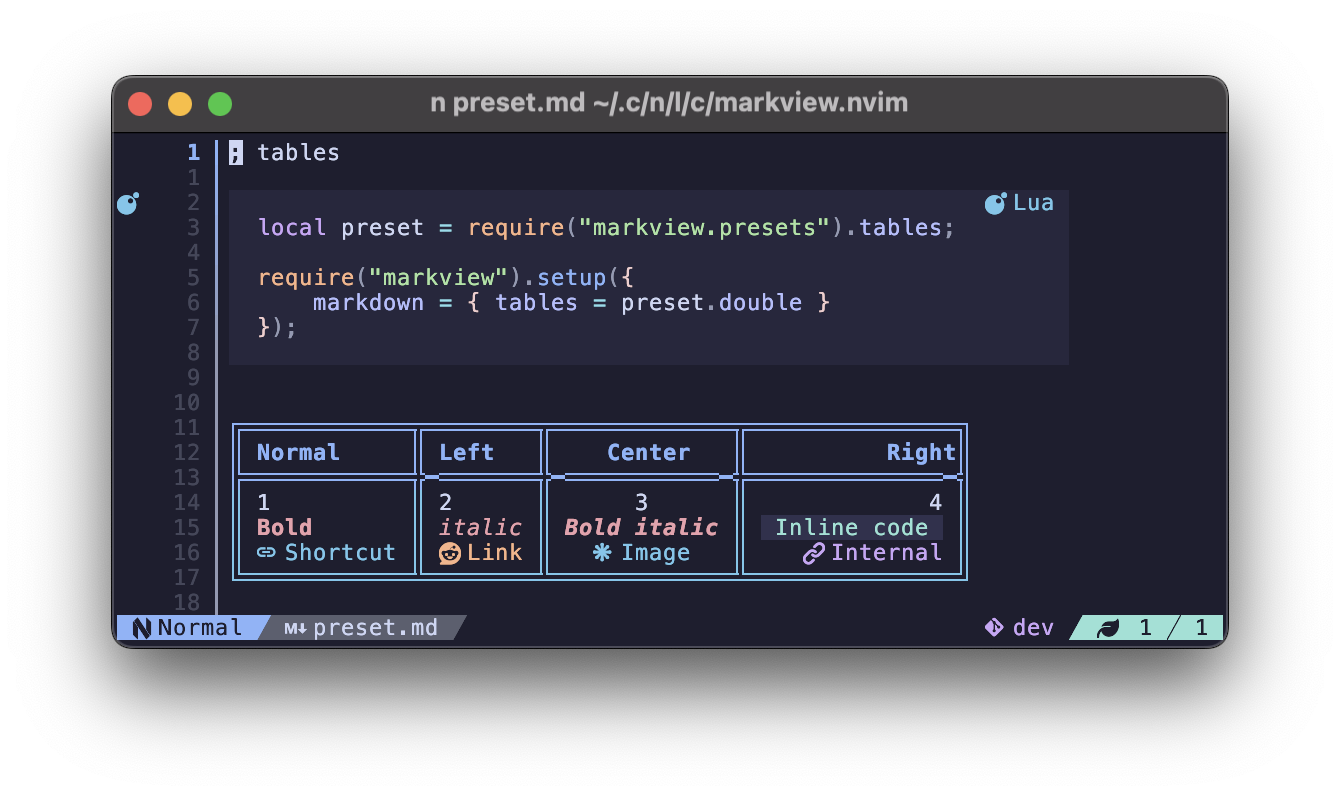 n preset.md ~/.c/n/l/c/markview.nvim
1 ; tables
1
2 Lua
3 local preset = require("markview.presets").tables;
4
5 require("markview").setup({
6 markdown = { tables = preset.double }
7 });
8
9
10
11
12 Normal Left Center Right
13
14 1 2 3 4
15 Bold italic Bold italic Inline code
16 Shortcut Link Image Internal
17
18
Normal M preset.md dev 1 / 1